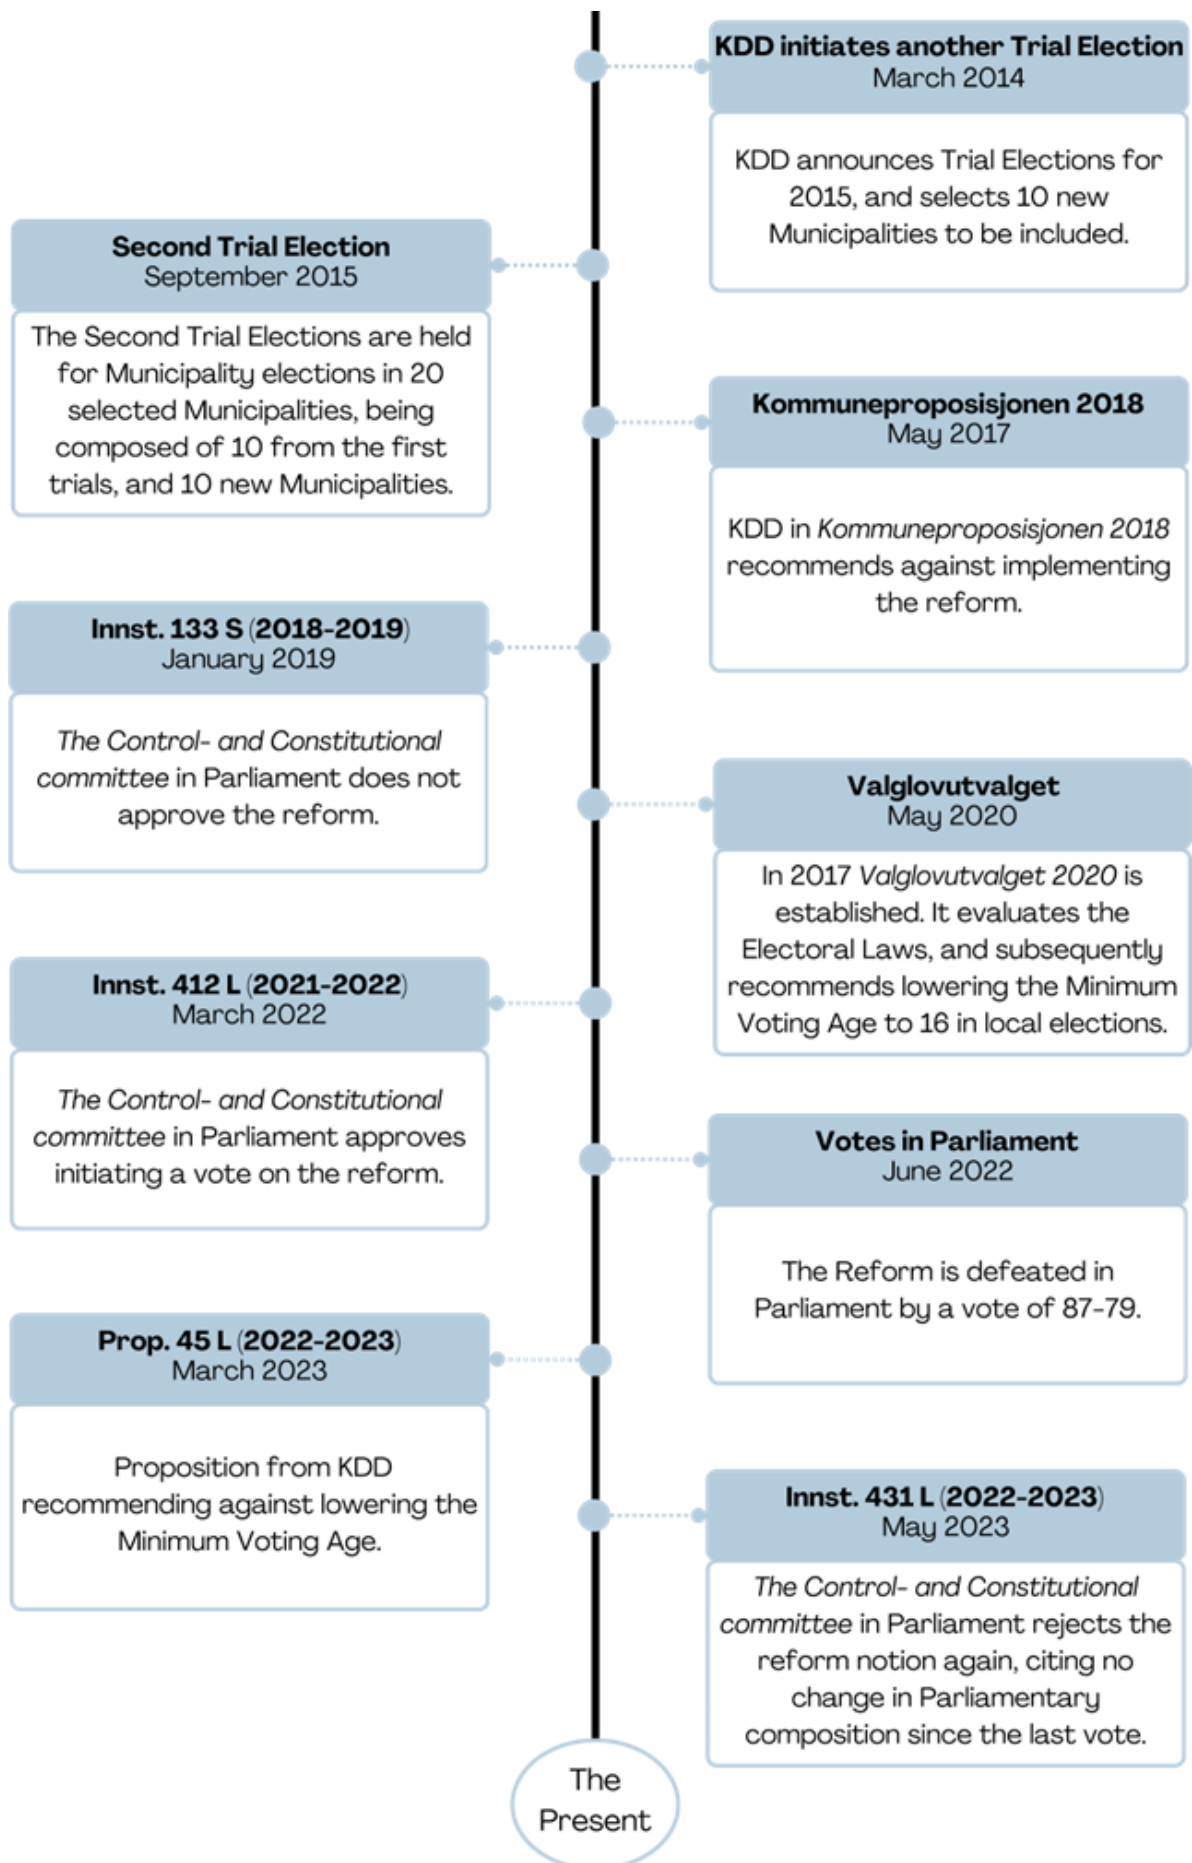 KDD initiates another Trial Election
March 2014
KDD announces Trial Elections for
2015, and selects 10 new
Municipalities to be included.
Second Trial Election
September 2015
The Second Trial Elections are held
for Municipality elections in 20
selected Municipalities, being
composed of 10 from the first
trials, and 10 new Municipalities.
Kommuneproposisjonen 2018
May 2017
KDD in Kommuneproposisjonen 2018
recommends against implementing
the reform.
Innst. 133 S (2018-2019)
January 2019
The Control- and Constitutional
committee in Parliament does not
approve the reform.
Valglovutvalget
May 2020
In 2017 Valglovutvalget 2020 is
established. It evaluates the
Electoral Laws, and subsequently
recommends lowering the Minimum
Voting Age to 16 in local elections.
Innst. 412 L (2021-2022)
March 2022
The Control- and Constitutional
committee in Parliament approves
initiating a vote on the reform.
Votes in Parliament
June 2022
The Reform is defeated in
Parliament by a vote of 87-79.
Prop. 45 L (2022-2023)
March 2023
Proposition from KDD
recommending against lowering the
Minimum Voting Age.
Innst. 431 L (2022-2023)
May 2023
The Control- and Constitutional
committee in Parliament rejects the
reform notion again, citing no
change in Parliamentary
composition since the last vote.
The
Present